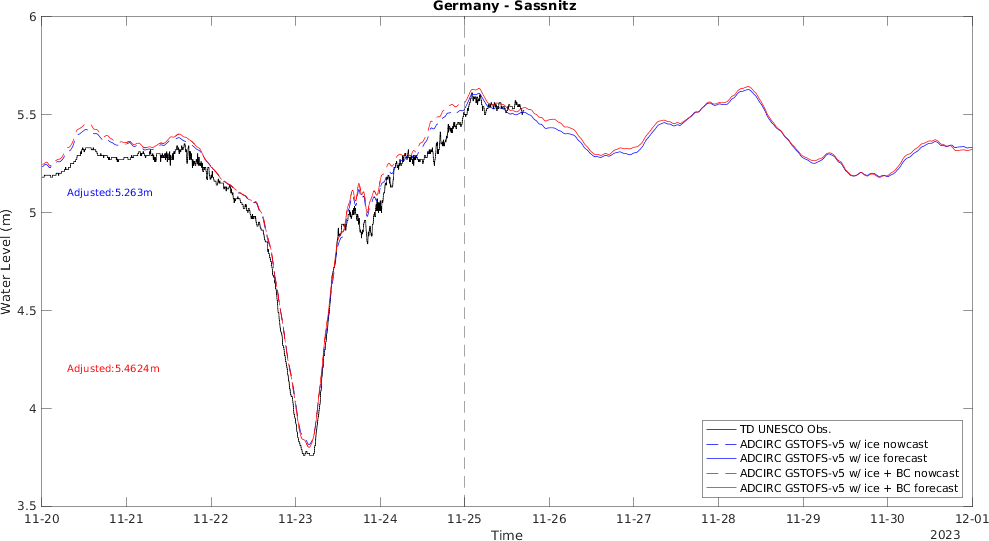 Germany - Sassnitz
6
5.5
5
4.5
4
3.5
Water Level (m)
Adjusted:5.263m
Adjusted:5.4624m
TD UNESCO Obs.
ADCIRC GSTOFS-v5 w/ ice nowcast
ADCIRC GSTOFS-v5 w/ ice forecast
ADCIRC GSTOFS-v5 w/ ice + BC nowcast
ADCIRC GSTOFS-v5 w/ ice + BC forecast
11-20 11-21 11-22 11-23 11-24 11-25 11-26 11-27 11-28 11-29 11-30 12-01
Time
2023